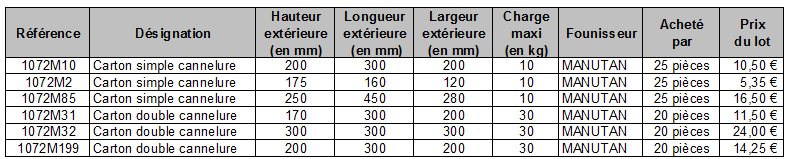 Référence Désignation Hauteur extérieure (en mm) Longueur extérieure (en mm) Largeur extérieure (en mm) Charge maxi (en kg) Founisseur Acheté par Prix du lot
1072M10 Carton simple cannelure 200 300 200 10 MANUTAN 25 pièces 10,50 €
1072M2 Carton simple cannelure 175 160 120 10 MANUTAN 25 pièces 5,35 €
1072M85 Carton simple cannelure 250 450 280 10 MANUTAN 25 pièces 16,50 €
1072M31 Carton double cannelure 170 300 200 30 MANUTAN 20 pièces 11,50 €
1072M32 Carton double cannelure 300 300 300 30 MANUTAN 20 pièces 24,00 €
1072M199 Carton double cannelure 200 300 200 30 MANUTAN 20 pièces 14,25 €